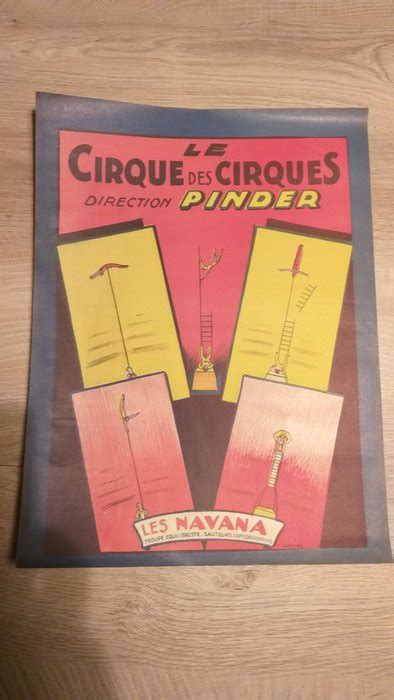 LE
CIRQUE DES CIRQUES
DIRECTION PINDER
LES NAVANA
TROUPE EQUILIBRISTE. SAUTEURS. CONTORSIONNISTES